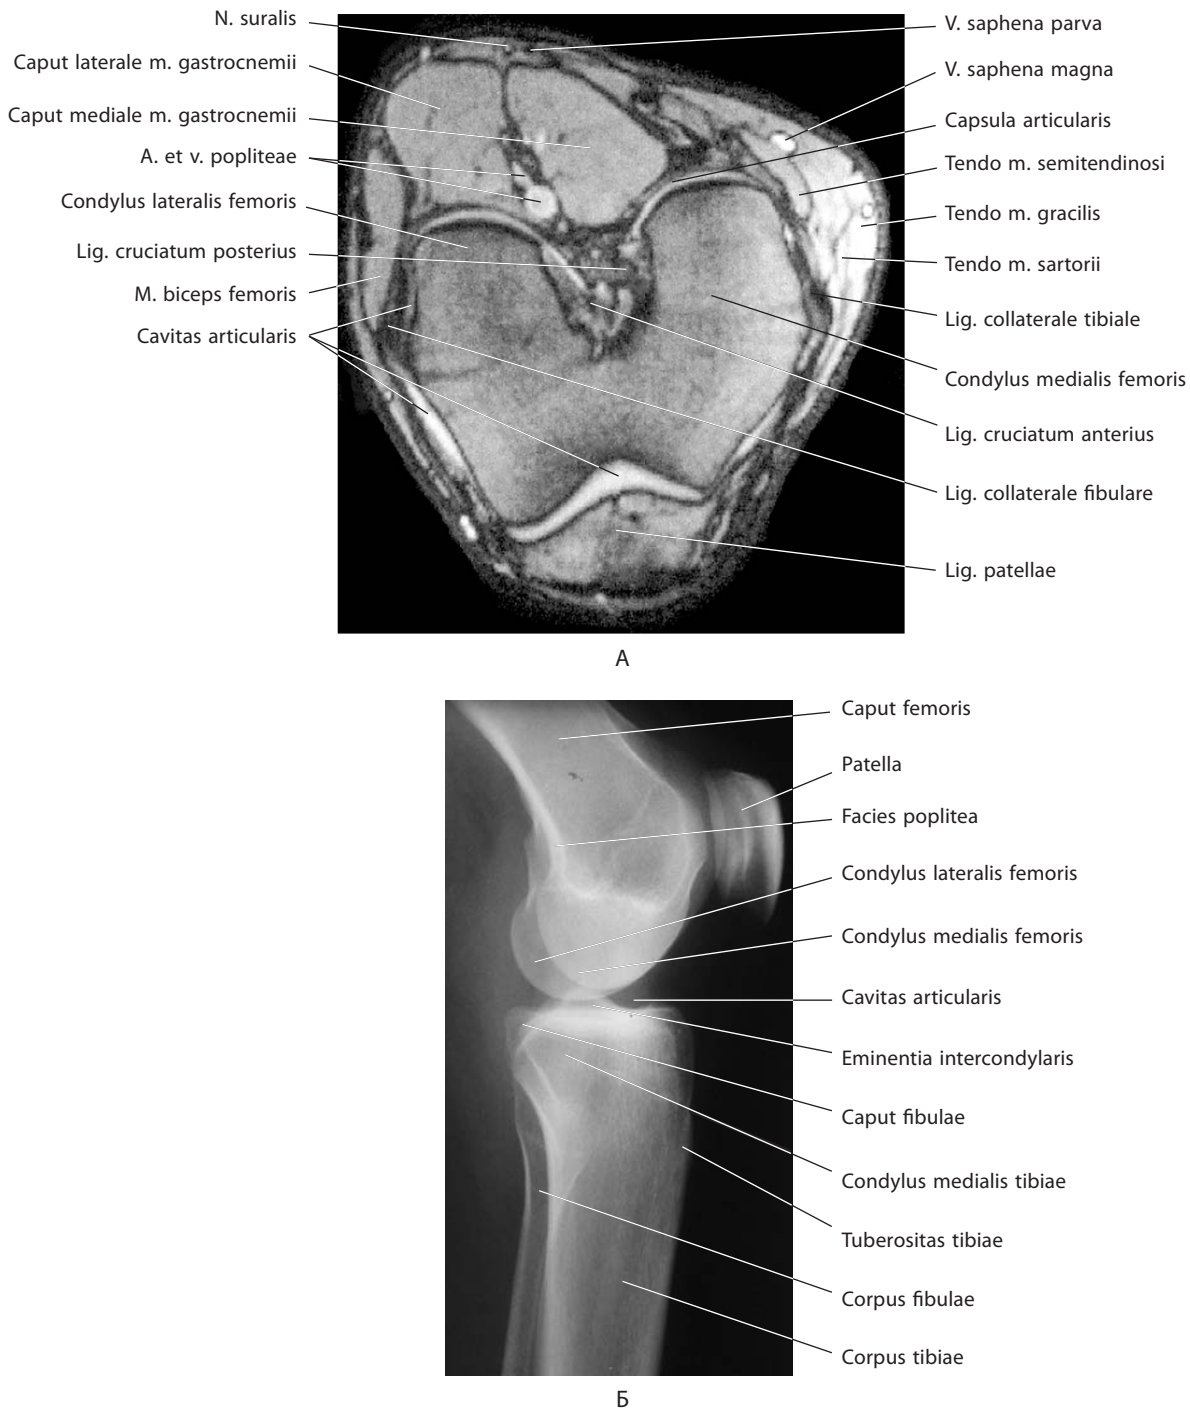 N. suralis
Caput laterale m. gastrocnemii
Caput mediale m. gastrocnemii
A. et v. popliteae
Condylus lateralis femoris
Lig. cruciatum posterius
M. biceps femoris
Cavitas articularis
V. saphena parva
V. saphena magna
Capsula articularis
Tendo m. semitendinosi
Tendo m. gracilis
Tendo m. sartorii
Lig. collaterale tibiale
Condylus medialis femoris
Lig. cruciatum anterius
Lig. collaterale fibulare
Lig. patellae
А
Caput femoris
Patella
Facies poplitea
Condylus lateralis femoris
Condylus medialis femoris
Cavitas articularis
Eminentia intercondylaris
Caput fibulae
Condylus medialis tibiae
Tuberositas tibiae
Corpus fibulae
Corpus tibiae
Б